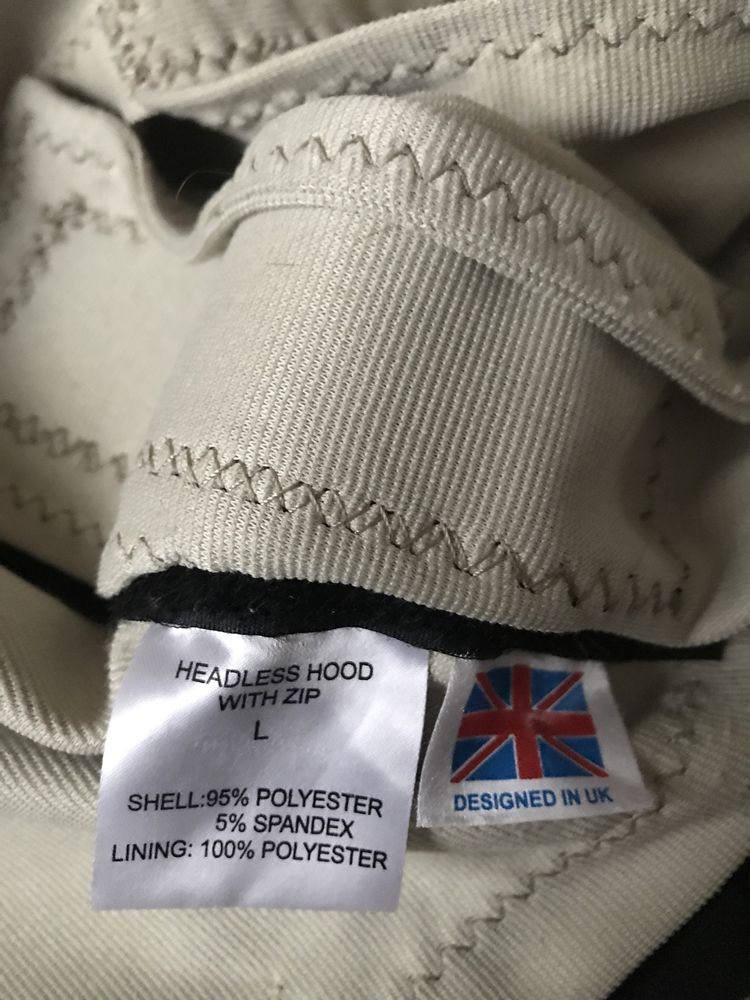 HEADLESS HOOD
WITH ZIP
L
SHELL:95% POLYESTER
5% SPANDEX
LINING: 100% POLYESTER
DESIGNED IN UK